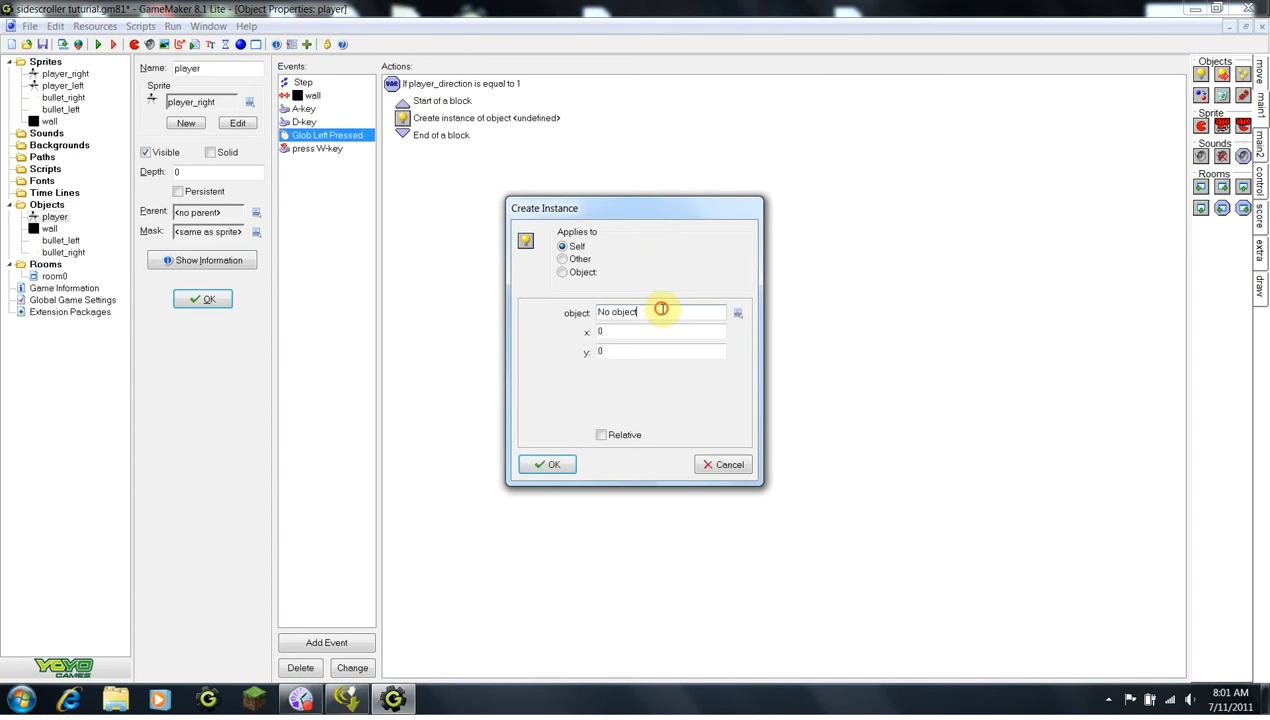 sidescroller tuturial.gm81* - GameMaker 8.1 Lite - [Object Properties: player]
File Edit Resources Scripts Run Window Help
Sprites
player_right
player_left
bullet_right
bullet_left
wall
Sounds
Backgrounds
Paths
Scripts
Fonts
Time Lines
Objects
player
wall
bullet_left
bullet_right
Rooms
room0
Game Information
Global Game Settings
Extension Packages
YOYO
GAMES
Name: player
Sprite
player_right
New Edit
Visible Solid
Depth: 0
Persistent
Parent: <no parent>
Mask: <same as sprite>
Show Information
OK
Events:
Step
wall
A-key
D-key
Glob Left Pressed
press W-key
Add Event
Delete Change
Actions:
If player_direction is equal to 1
Start of a block
Create instance of object <undefined>
End of a block
Create Instance
Applies to
Self
Other
Object:
object: No object
x: 0
y: 0
Relative
OK Cancel
Objects
Sprite
Sounds
Rooms
move
main1
main2
control
score
extra
draw
8:01 AM
7/11/2011